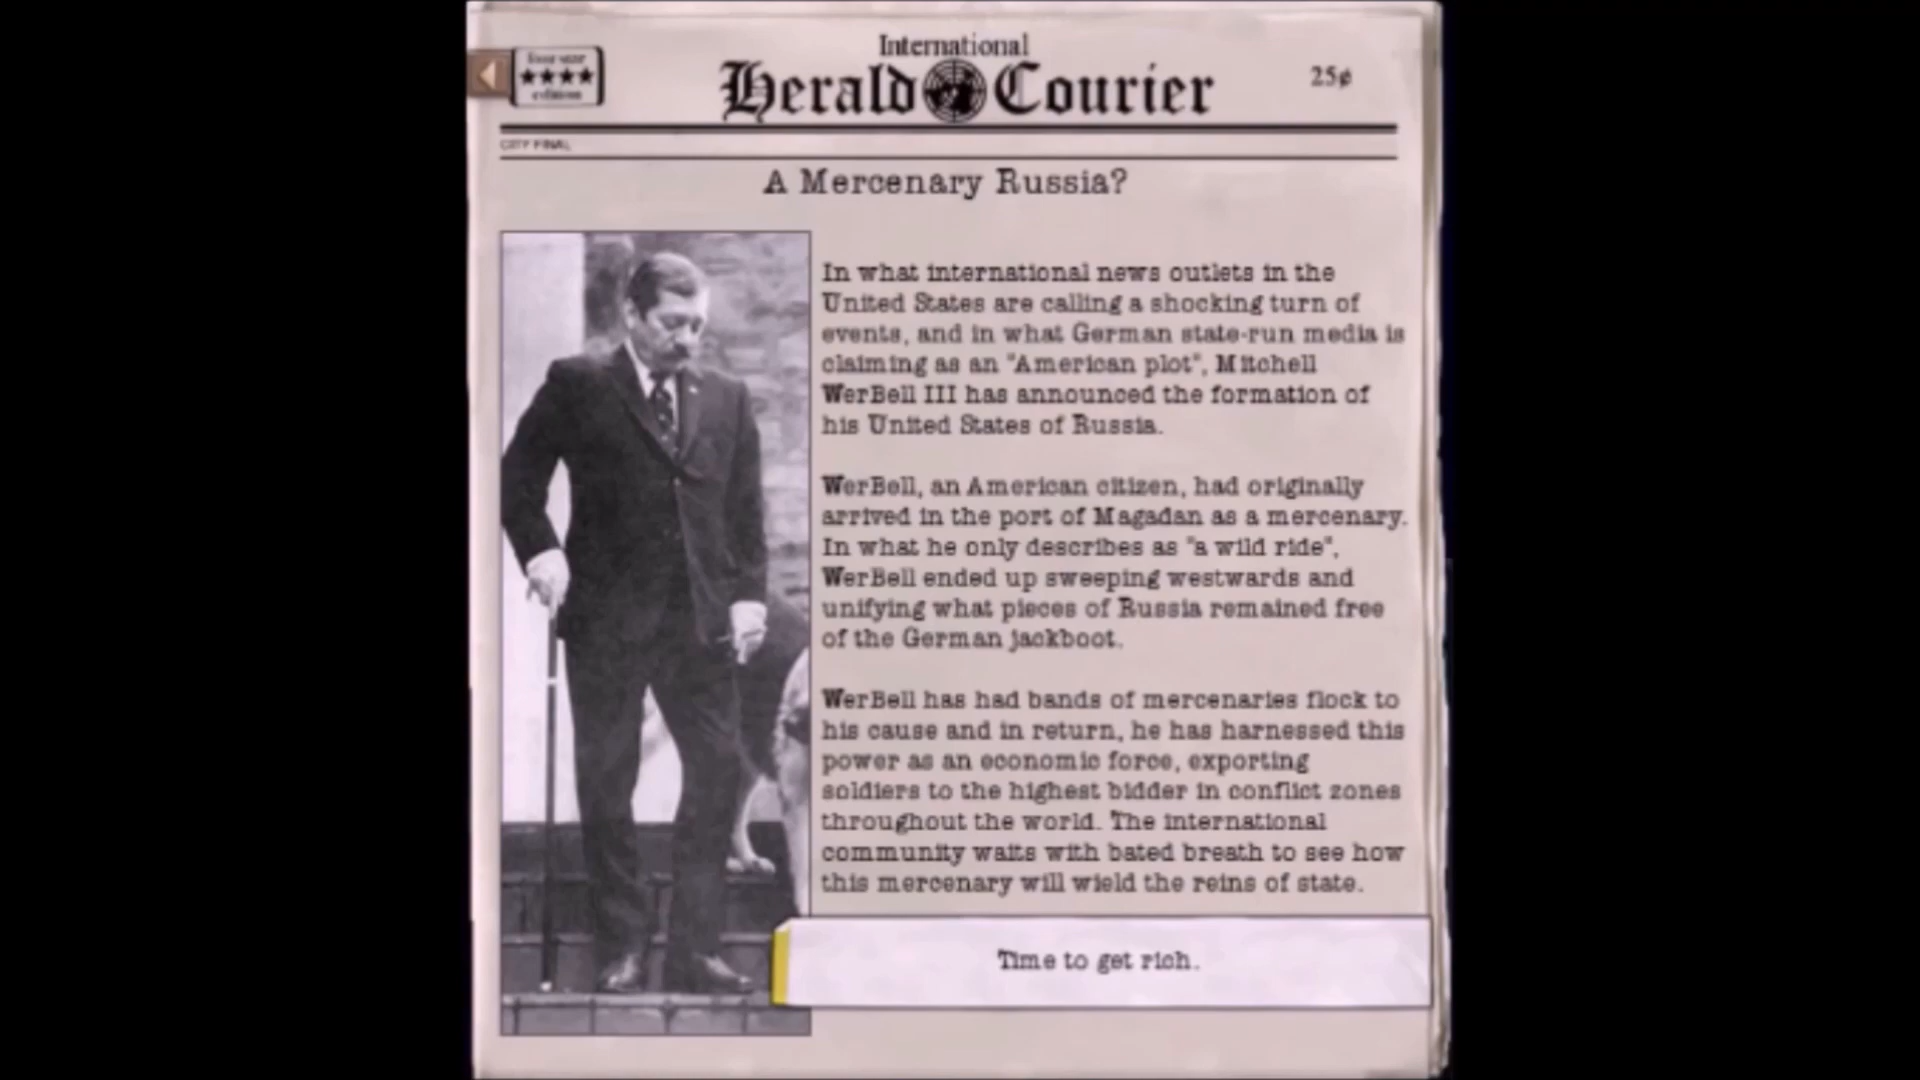 International
Herald Courier
25¢
Four star
★★★★
edition
CITY FINAL
A Mercenary Russia?
In what international news outlets in the
United States are calling a shocking turn of
events, and in what German state-run media is
claiming as an "American plot", Mitchell
WerBell III has announced the formation of
his United States of Russia.
WerBell, an American citizen, had originally
arrived in the port of Magadan as a mercenary.
In what he only describes as "a wild ride",
WerBell ended up sweeping westwards and
unifying what pieces of Russia remained free
of the German jackboot.
WerBell has had bands of mercenaries flock to
his cause and in return, he has harnessed this
power as an economic force, exporting
soldiers to the highest bidder in conflict zones
throughout the world. The international
community waits with bated breath to see how
this mercenary will wield the reins of state.
Time to get rich.